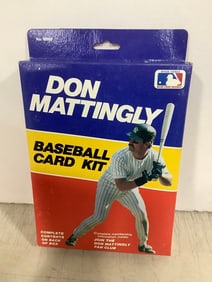 DON
MATTINGLY
BASEBALL
CARD KIT
COMPLETE
CONTENTS
ON BACK
OF BOX
JOIN THE
DON MATTINGLY
FAN CLUB